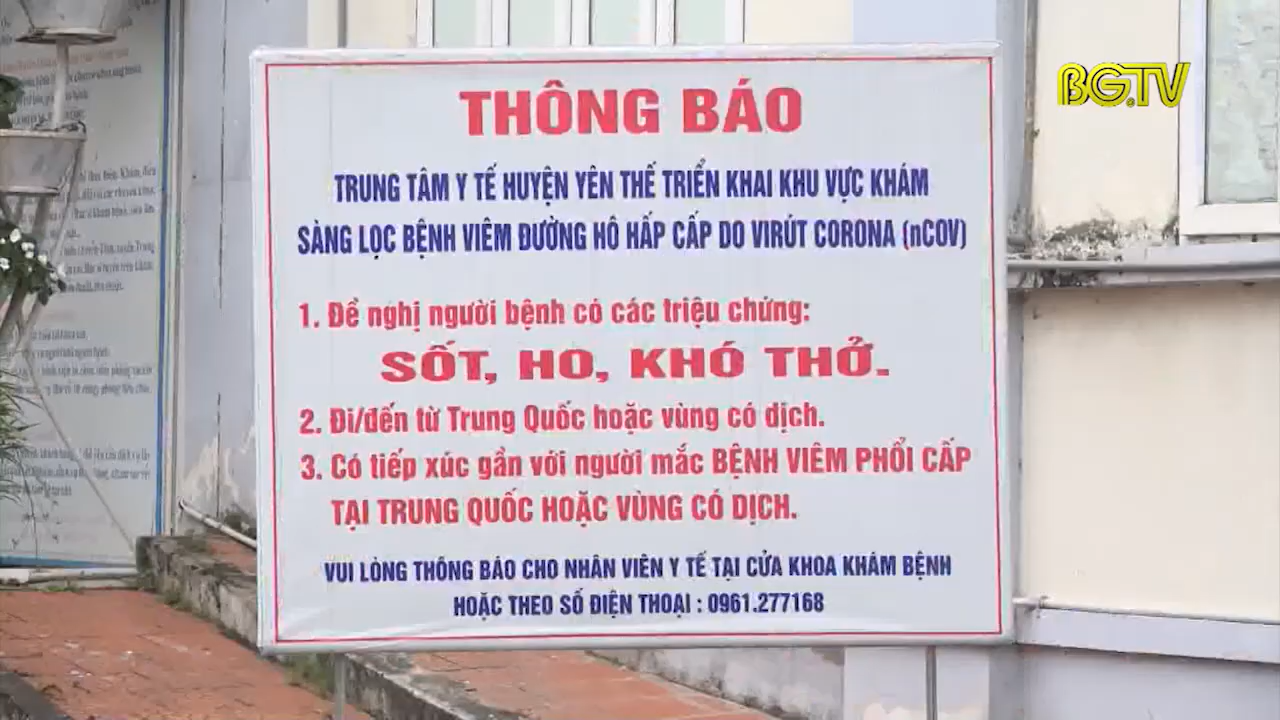 BGTV
THÔNG BÁO
TRUNG TÂM Y TẾ HUYỆN YÊN THẾ TRIỂN KHAI KHU VỰC KHÁM
SÀNG LỌC BỆNH VIÊM ĐƯỜNG HÔ HẤP CẤP DO VIRÚT CORONA (nCOV)
1. Đề nghị người bệnh có các triệu chứng:
SỐT, HO, KHÓ THỞ.
2. Đi/đến từ Trung Quốc hoặc vùng có dịch.
3. Có tiếp xúc gần với người mắc BỆNH VIÊM PHỔI CẤP
TẠI TRUNG QUỐC HOẶC VÙNG CÓ DỊCH.
VUI LÒNG THÔNG BÁO CHO NHÂN VIÊN Y TẾ TẠI CỬA KHOA KHÁM BỆNH
HOẶC THEO SỐ ĐIỆN THOẠI : 0961.277168